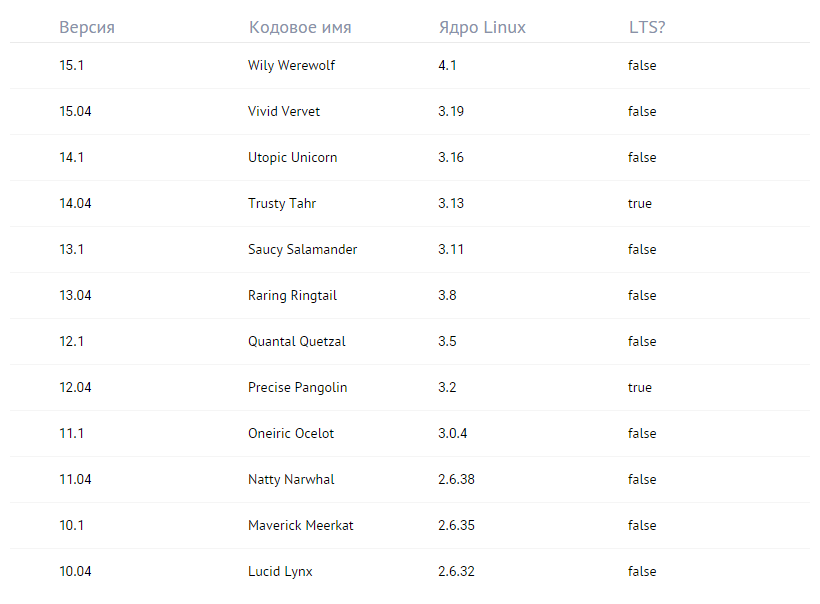 Версия Кодовое имя Ядро Linux LTS?
15.1 Wily Werewolf 4.1 false
15.04 Vivid Vervet 3.19 false
14.1 Utopic Unicorn 3.16 false
14.04 Trusty Tahr 3.13 true
13.1 Saucy Salamander 3.11 false
13.04 Raring Ringtail 3.8 false
12.1 Quantal Quetzal 3.5 false
12.04 Precise Pangolin 3.2 true
11.1 Oneiric Ocelot 3.0.4 false
11.04 Natty Narwhal 2.6.38 false
10.1 Maverick Meerkat 2.6.35 false
10.04 Lucid Lynx 2.6.32 false